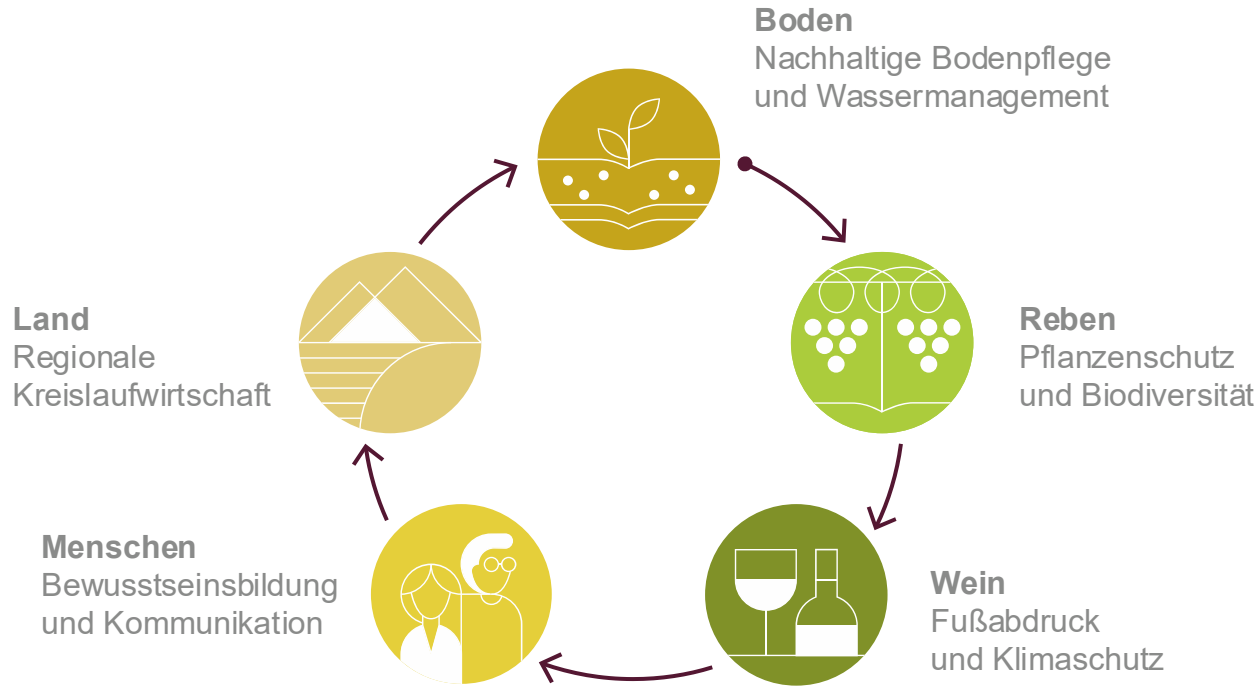 Boden
Nachhaltige Bodenpflege
und Wassermanagement
Reben
Pflanzenschutz
und Biodiversität
Wein
Fußabdruck
und Klimaschutz
Menschen
Bewusstseinsbildung
und Kommunikation
Land
Regionale
Kreislaufwirtschaft